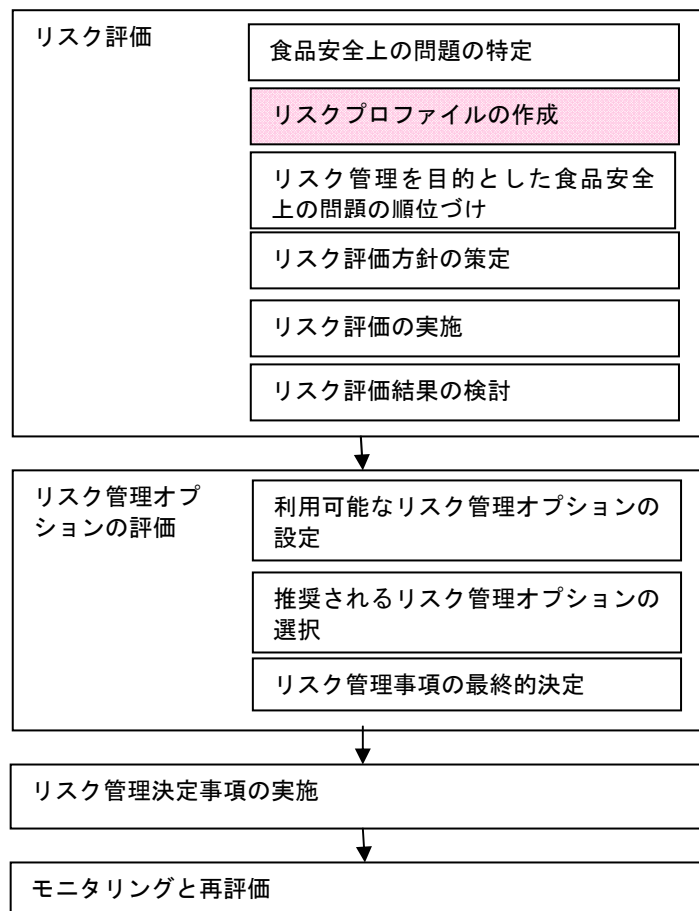 リスク評価
食品安全上の問題の特定
リスクプロファイルの作成
リスク管理を目的とした食品安全
上の問題の順位づけ
リスク評価方針の策定
リスク評価の実施
リスク評価結果の検討
リスク管理オプ
ションの評価
利用可能なリスク管理オプションの
設定
推奨されるリスク管理オプションの
選択
リスク管理事項の最終的決定
リスク管理決定事項の実施
モニタリングと再評価